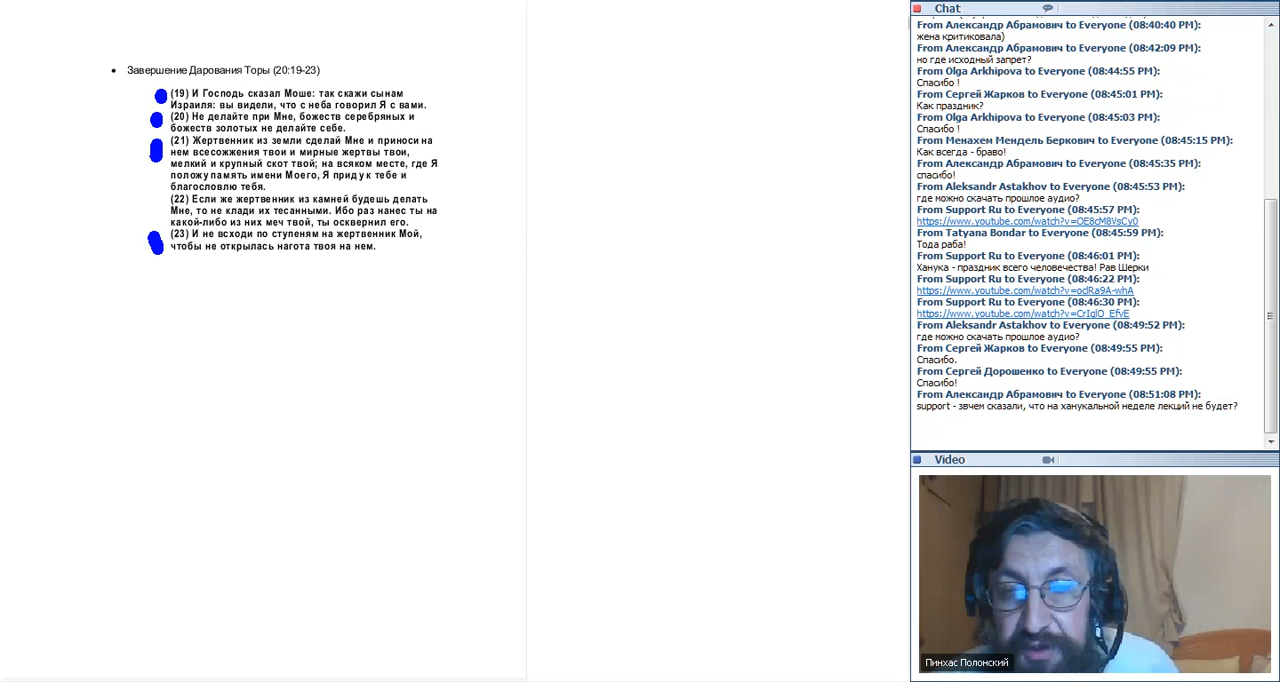 • Завершение Дарования Торы (20:19-23)
(19) И Господь сказал Моше: так скажи сынам
Израиля: вы видели, что с неба говорил Я с вами.
(20) Не делайте при Мне, божеств серебряных и
божеств золотых не делайте себе.
(21) Жертвенник из земли сделай Мне и приноси на
нем всесожжения твои и мирные жертвы твои,
мелкий и крупный скот твой; на всяком месте, где Я
положу память имени Моего, Я приду к тебе и
благословлю тебя.
(22) Если же жертвенник из камней будешь делать
Мне, то не клади их тесанными. Ибо раз нанес ты на
какой-либо из них меч твой, ты осквернил его.
(23) И не всходи по ступеням на жертвенник Мой,
чтобы не открылась нагота твоя на нем.
Chat
From Александр Абрамович to Everyone (08:40:40 PM):
жена критиковала)
From Александр Абрамович to Everyone (08:42:09 PM):
но где исходный запрет?
From Olga Arkhipova to Everyone (08:44:55 PM):
Спасибо !
From Сергей Жарков to Everyone (08:45:01 PM):
Как праздник?
From Olga Arkhipova to Everyone (08:45:03 PM):
Спасибо !
From Менахем Мендель Беркович to Everyone (08:45:15 PM):
Как всегда - браво!
From Александр Абрамович to Everyone (08:45:35 PM):
спасибо!
From Aleksandr Astakhov to Everyone (08:45:53 PM):
где можно скачать прошлое аудио?
From Support Ru to Everyone (08:45:57 PM):
https://www.youtube.com/watch?v=OE8cM8VsCy0
From Tatyana Bondar to Everyone (08:45:59 PM):
Тода раба!
From Support Ru to Everyone (08:46:01 PM):
Ханука - праздник всего человечества! Рав Шерки
From Support Ru to Everyone (08:46:22 PM):
https://www.youtube.com/watch?v=odRa9A-whA
From Support Ru to Everyone (08:46:30 PM):
https://www.youtube.com/watch?v=CrIqlO_EfvE
From Aleksandr Astakhov to Everyone (08:49:52 PM):
где можно скачать прошлое аудио?
From Сергей Жарков to Everyone (08:49:55 PM):
Спасибо.
From Сергей Дорошенко to Everyone (08:49:55 PM):
Спасибо!
From Александр Абрамович to Everyone (08:51:08 PM):
support - звчем сказали, что на ханукальной неделе лекций не будет?
Video
Пинхас Полонский